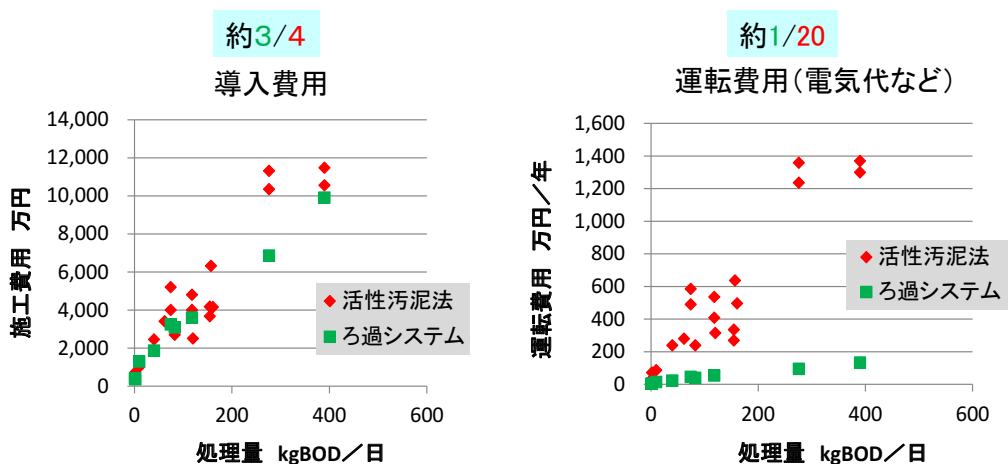 約3/4
導入費用
14,000
12,000
10,000
8,000
6,000
4,000
2,000
0
施工費用 万円
0 200 400 600
処理量 kgBOD／日
活性汚泥法
ろ過システム
約1/20
運転費用（電気代など）
1,600
1,400
1,200
1,000
800
600
400
200
0
運転費用 万円／年
0 200 400 600
処理量 kgBOD／日
活性汚泥法
ろ過システム